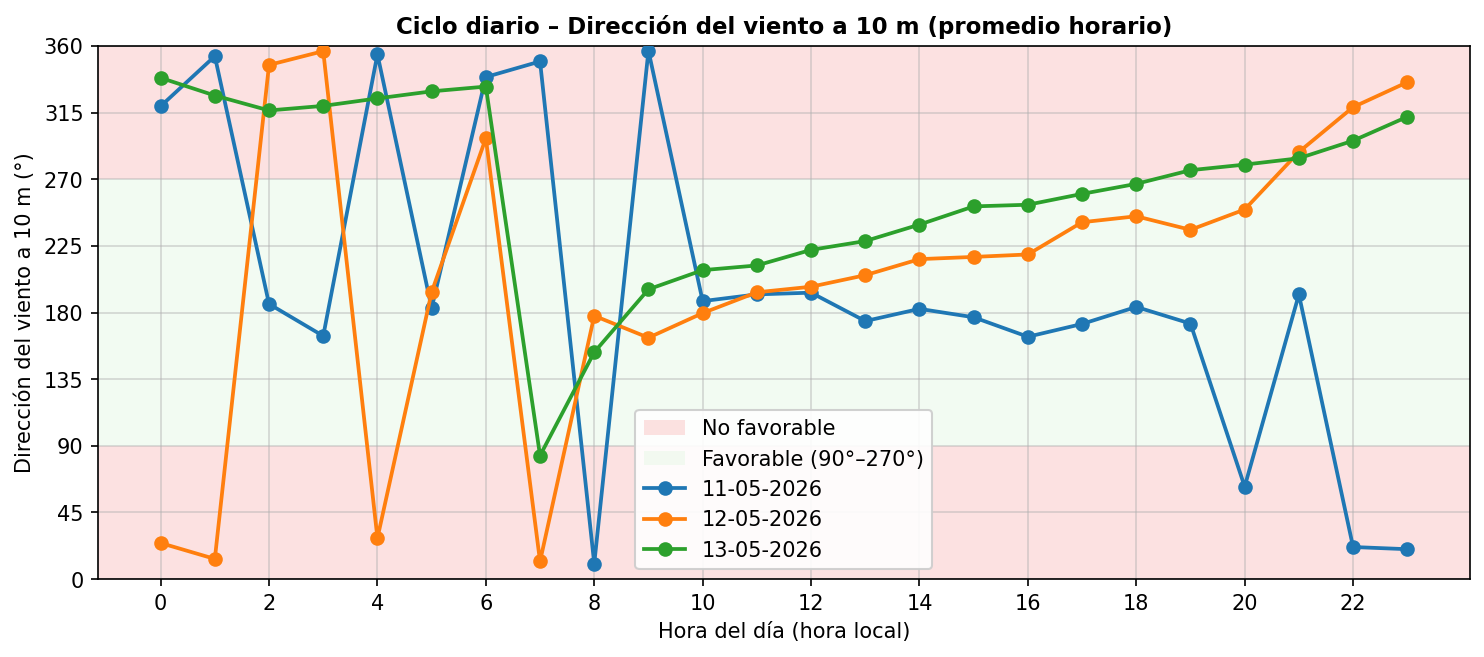 Ciclo diario – Dirección del viento a 10 m (promedio horario)
Dirección del viento a 10 m (°)
360
315
270
225
180
135
90
45
0
No favorable
Favorable (90°–270°)
11-05-2026
12-05-2026
13-05-2026
0 2 4 6 8 10 12 14 16 18 20 22
Hora del día (hora local)